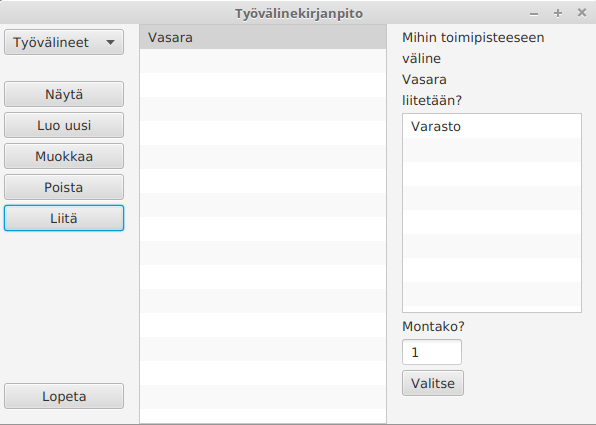 Työvälinekirjanpito
Työvälineet
Näytä
Luo uusi
Muokkaa
Poista
Liitä
Lopeta
Vasara
Mihin toimipisteeseen
väline
Vasara
liitetään?
Varasto
Montako?
1
Valitse